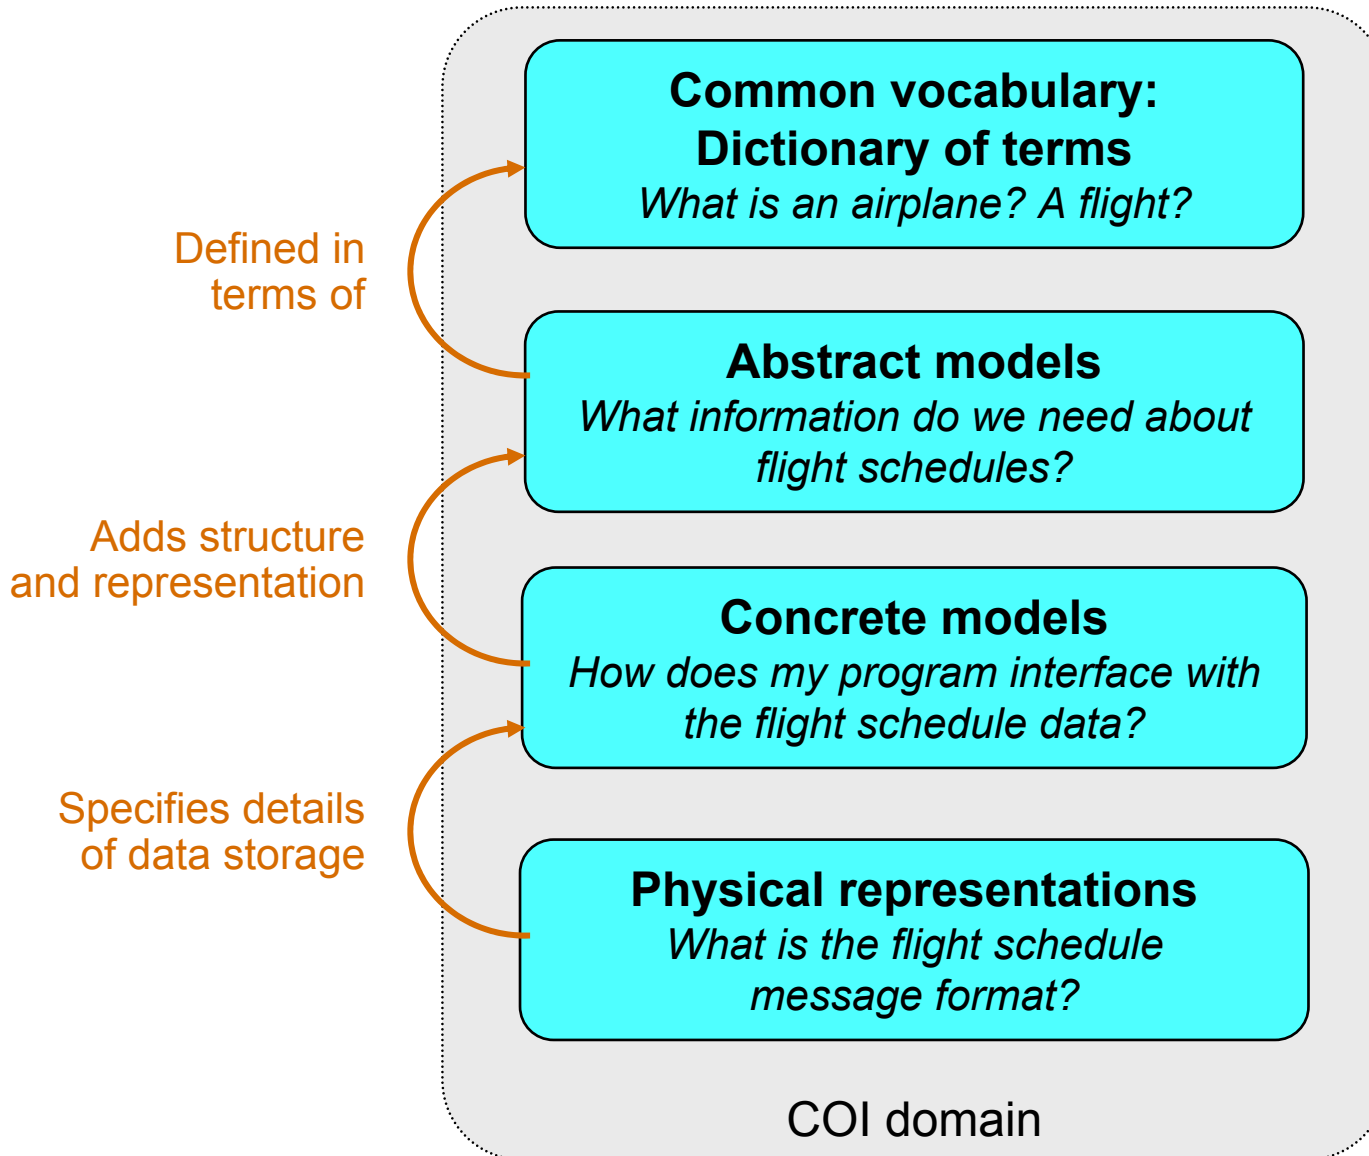 Common vocabulary:
Dictionary of terms
What is an airplane? A flight?
Defined in
terms of
Abstract models
What information do we need about
flight schedules?
Adds structure
and representation
Concrete models
How does my program interface with
the flight schedule data?
Specifies details
of data storage
Physical representations
What is the flight schedule
message format?
COI domain